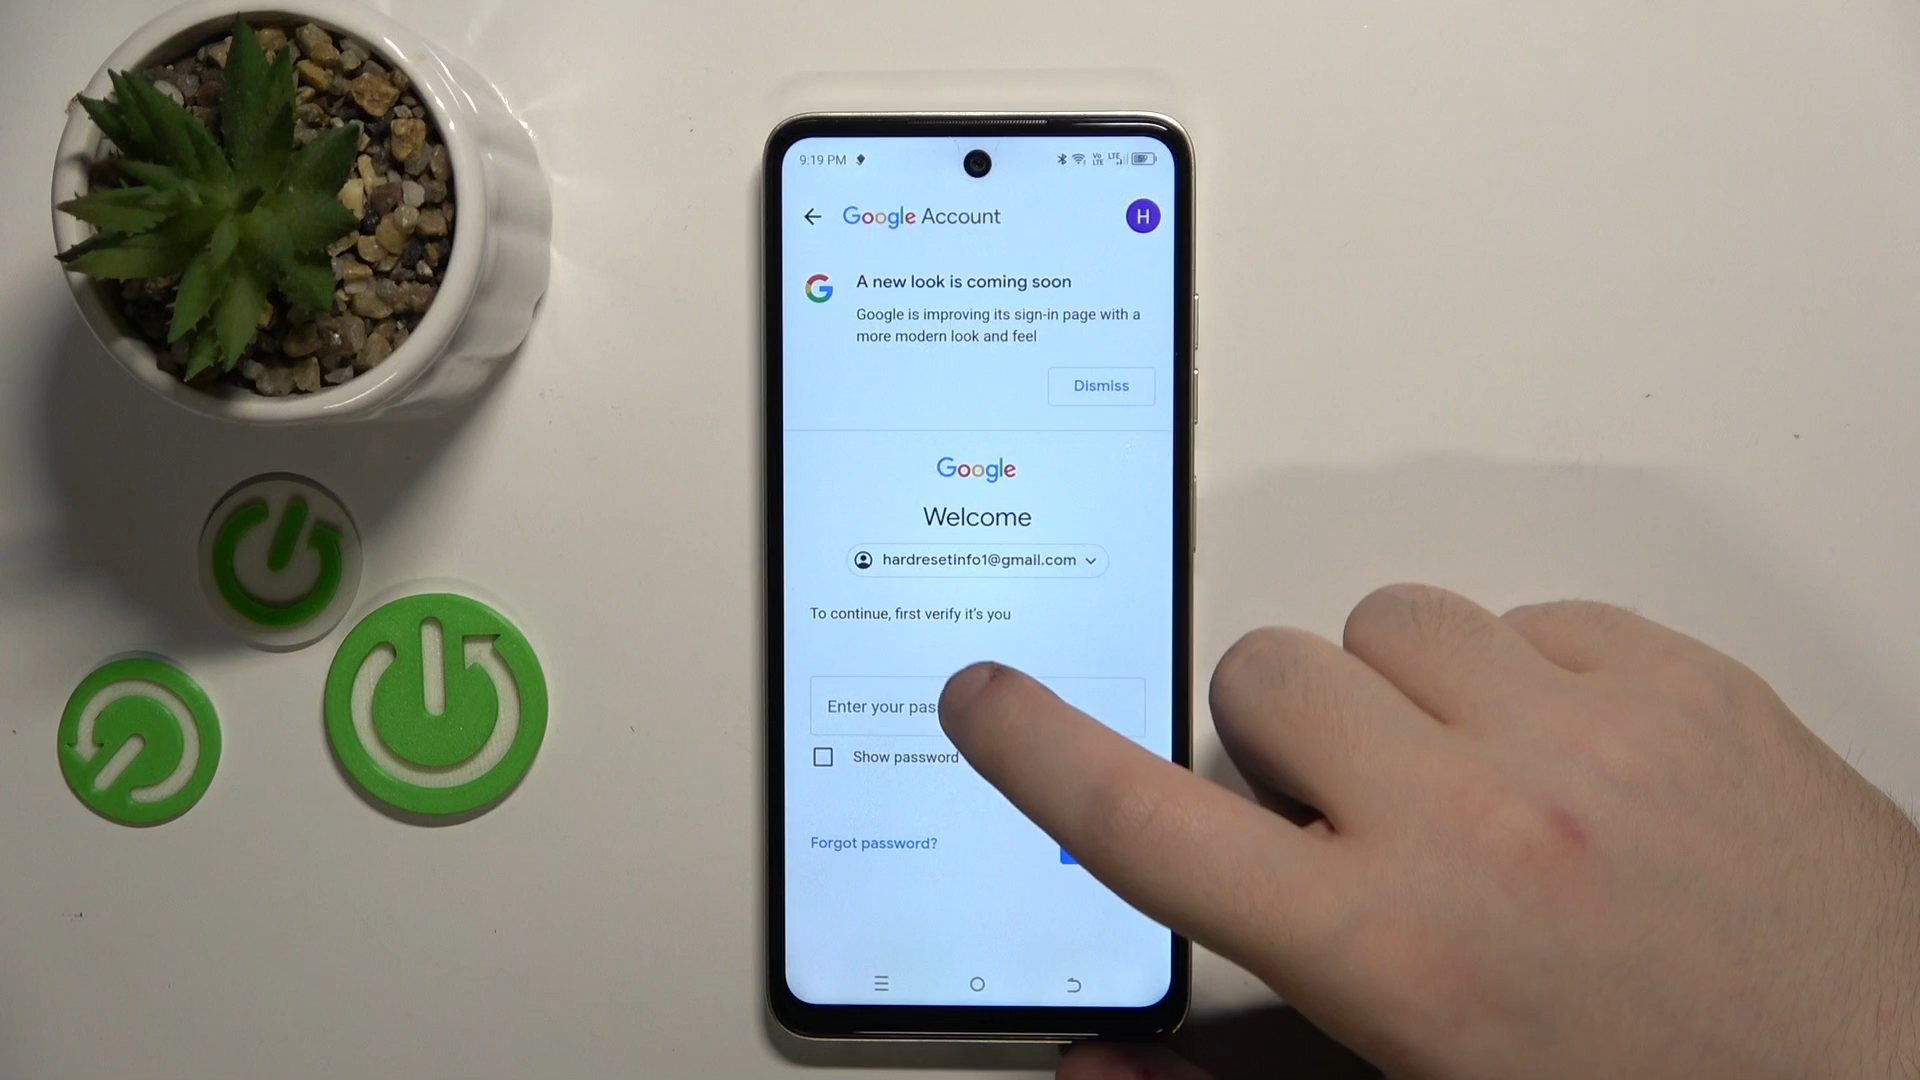 9:19 PM
Google Account
H
G
A new look is coming soon
Google is improving its sign-in page with a
more modern look and feel
Dismiss
Google
Welcome
hardresetinfo1@gmail.com
To continue, first verify it's you
Enter your pas
Show password
Forgot password?